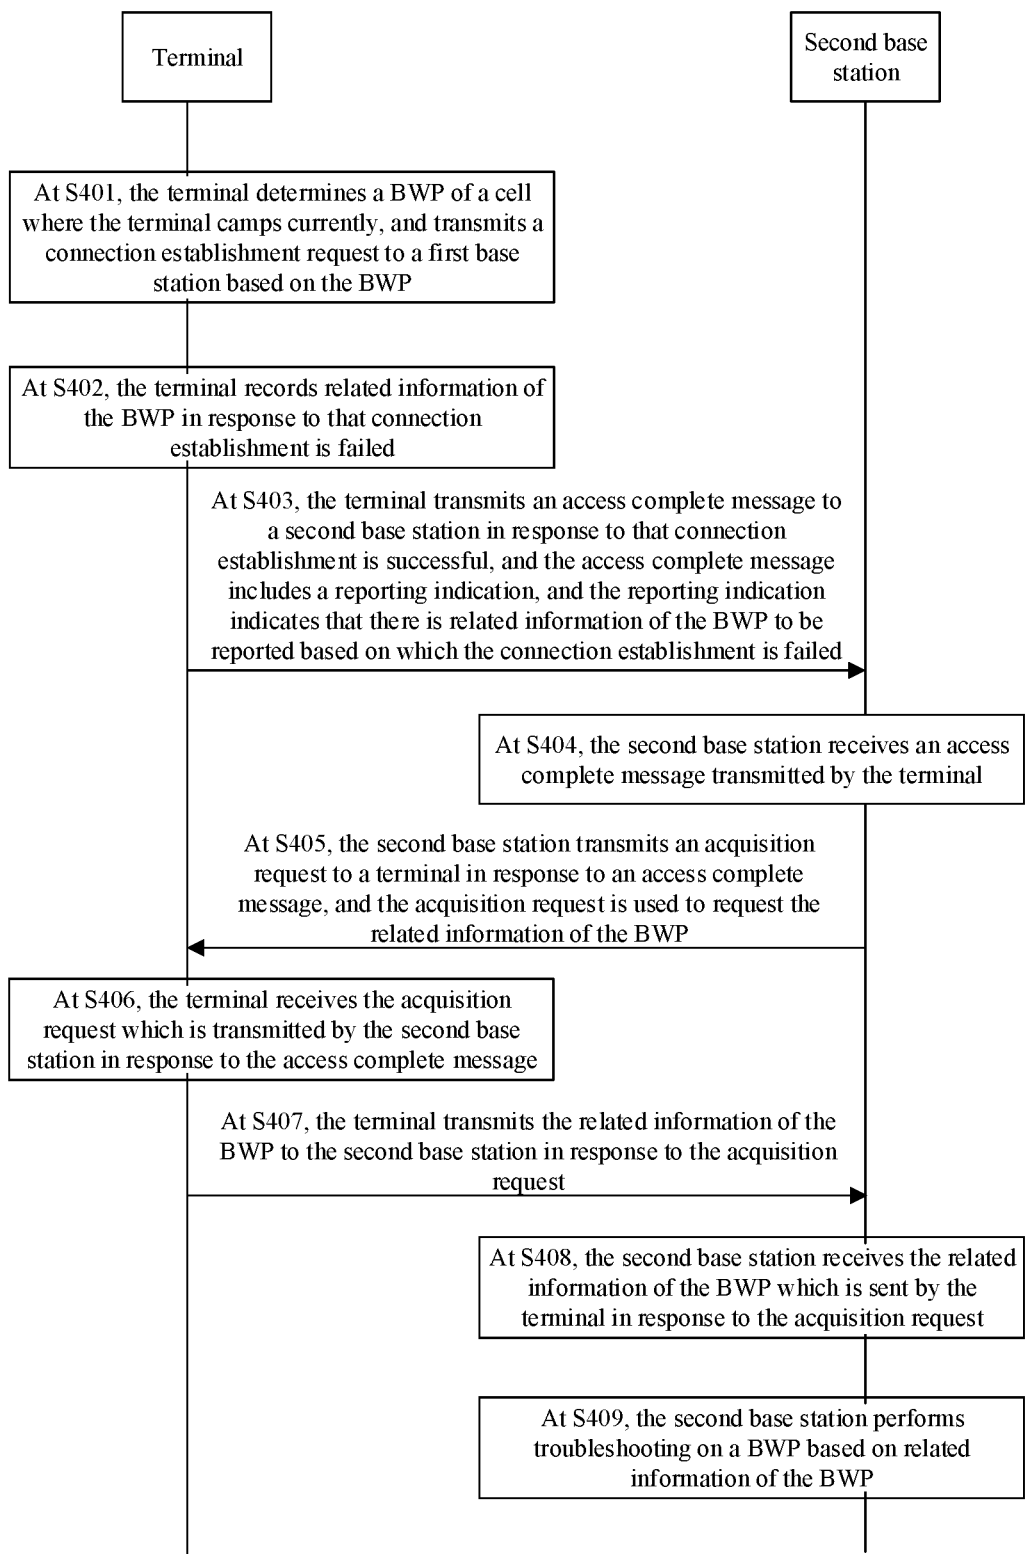 Terminal
Second base
station
At S401, the terminal determines a BWP of a cell
where the terminal camps currently, and transmits a
connection establishment request to a first base
station based on the BWP
At S402, the terminal records related information of
the BWP in response to that connection
establishment is failed
At S403, the terminal transmits an access complete message to
a second base station in response to that connection
establishment is successful, and the access complete message
includes a reporting indication, and the reporting indication
indicates that there is related information of the BWP to be
reported based on which the connection establishment is failed
At S404, the second base station receives an access
complete message transmitted by the terminal
At S405, the second base station transmits an acquisition
request to a terminal in response to an access complete
message, and the acquisition request is used to request the
related information of the BWP
At S406, the terminal receives the acquisition
request which is transmitted by the second base
station in response to the access complete message
At S407, the terminal transmits the related information of the
BWP to the second base station in response to the acquisition
request
At S408, the second base station receives the related
information of the BWP which is sent by the
terminal in response to the acquisition request
At S409, the second base station performs
troubleshooting on a BWP based on related
information of the BWP